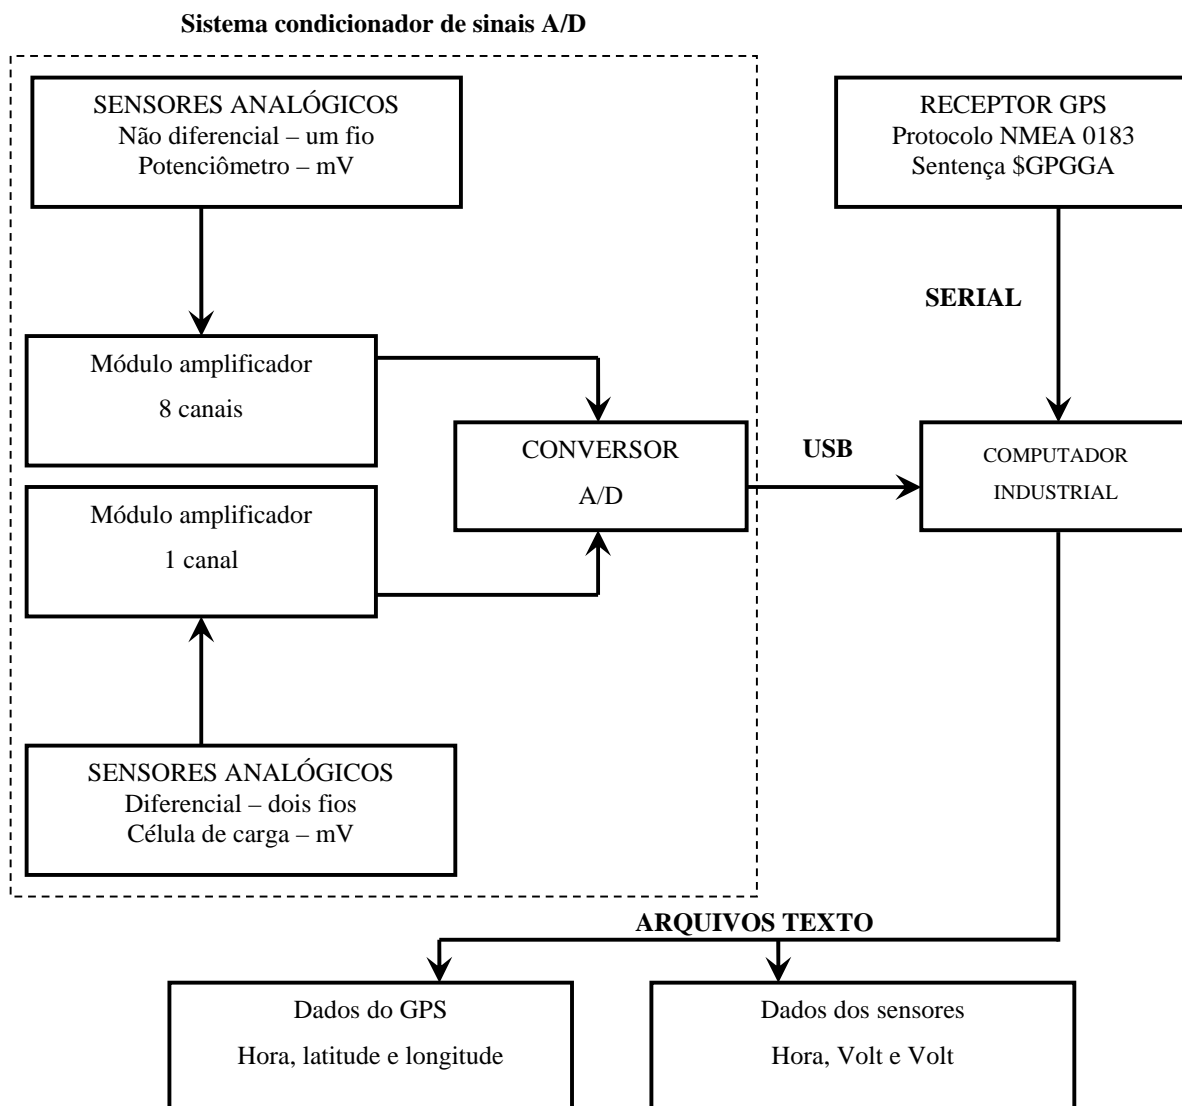 Sistema condicionador de sinais A/D
SENSORES ANALÓGICOS
Não diferencial – um fio
Potenciômetro – mV
RECEPTOR GPS
Protocolo NMEA 0183
Sentença $GPGGA
SERIAL
Módulo amplificador
8 canais
CONVERSOR
A/D
USB
COMPUTADOR
INDUSTRIAL
Módulo amplificador
1 canal
SENSORES ANALÓGICOS
Diferencial – dois fios
Célula de carga – mV
ARQUIVOS TEXTO
Dados do GPS
Hora, latitude e longitude
Dados dos sensores
Hora, Volt e Volt